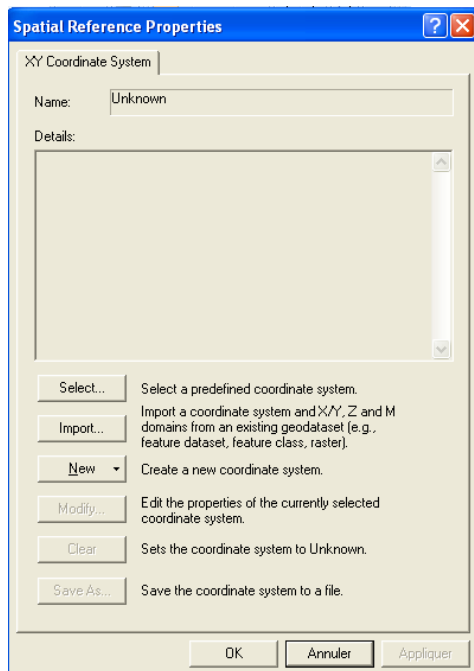 Spatial Reference Properties
XY Coordinate System
Name: Unknown
Details:
Select... Select a predefined coordinate system.
Import a coordinate system and X/Y, Z and M
Import... domains from an existing geodataset (e.g.,
feature dataset, feature class, raster).
New Create a new coordinate system.
Modify... Edit the properties of the currently selected
coordinate system.
Clear Sets the coordinate system to Unknown.
Save As... Save the coordinate system to a file.
OK Annuler Appliquer